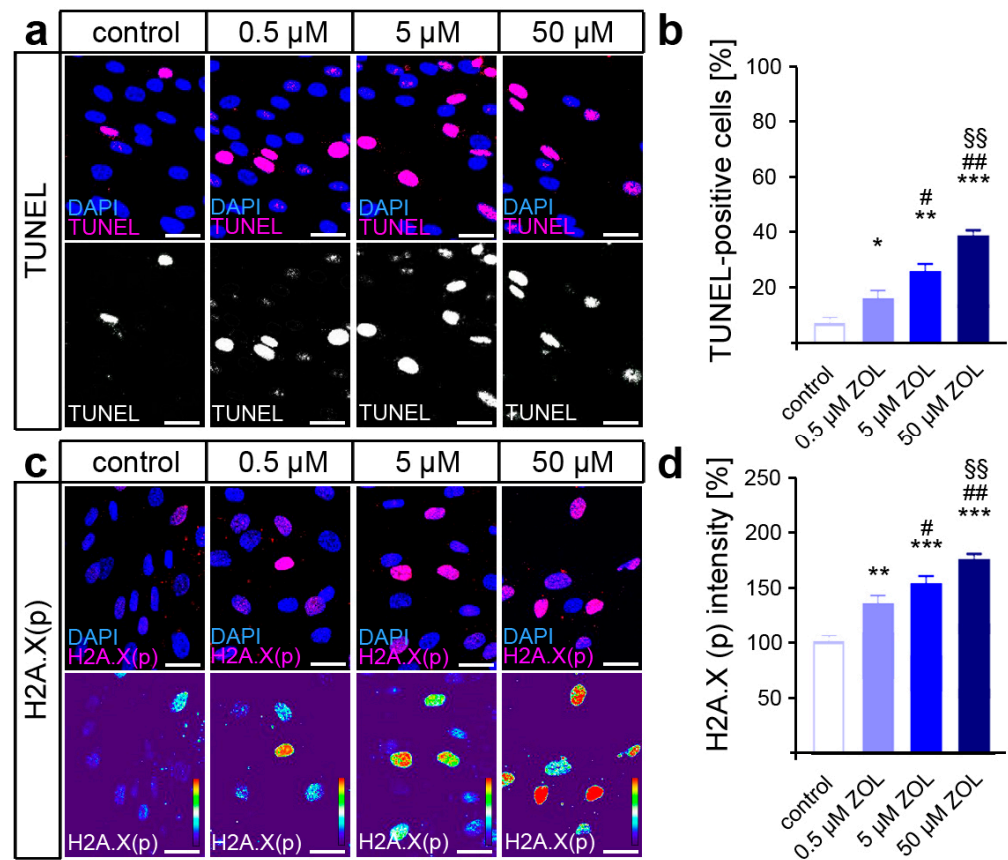 a
control
0.5 µM
5 µM
50 µM
TUNEL
DAPI
TUNEL
DAPI
TUNEL
DAPI
TUNEL
DAPI
TUNEL
TUNEL
TUNEL
TUNEL
TUNEL
b
TUNEL-positive cells [%]
100
80
60
40
20
*
#
**
§§
##
***
control
0.5 µM ZOL
5 µM ZOL
50 µM ZOL
c
control
0.5 µM
5 µM
50 µM
H2A.X(p)
DAPI
H2A.X(p)
DAPI
H2A.X(p)
DAPI
H2A.X(p)
DAPI
H2A.X(p)
H2A.X(p)
H2A.X(p)
H2A.X(p)
H2A.X(p)
d
H2A.X (p) intensity [%]
250
200
150
100
50
**
#
***
§§
##
***
control
0.5 µM ZOL
5 µM ZOL
50 µM ZOL